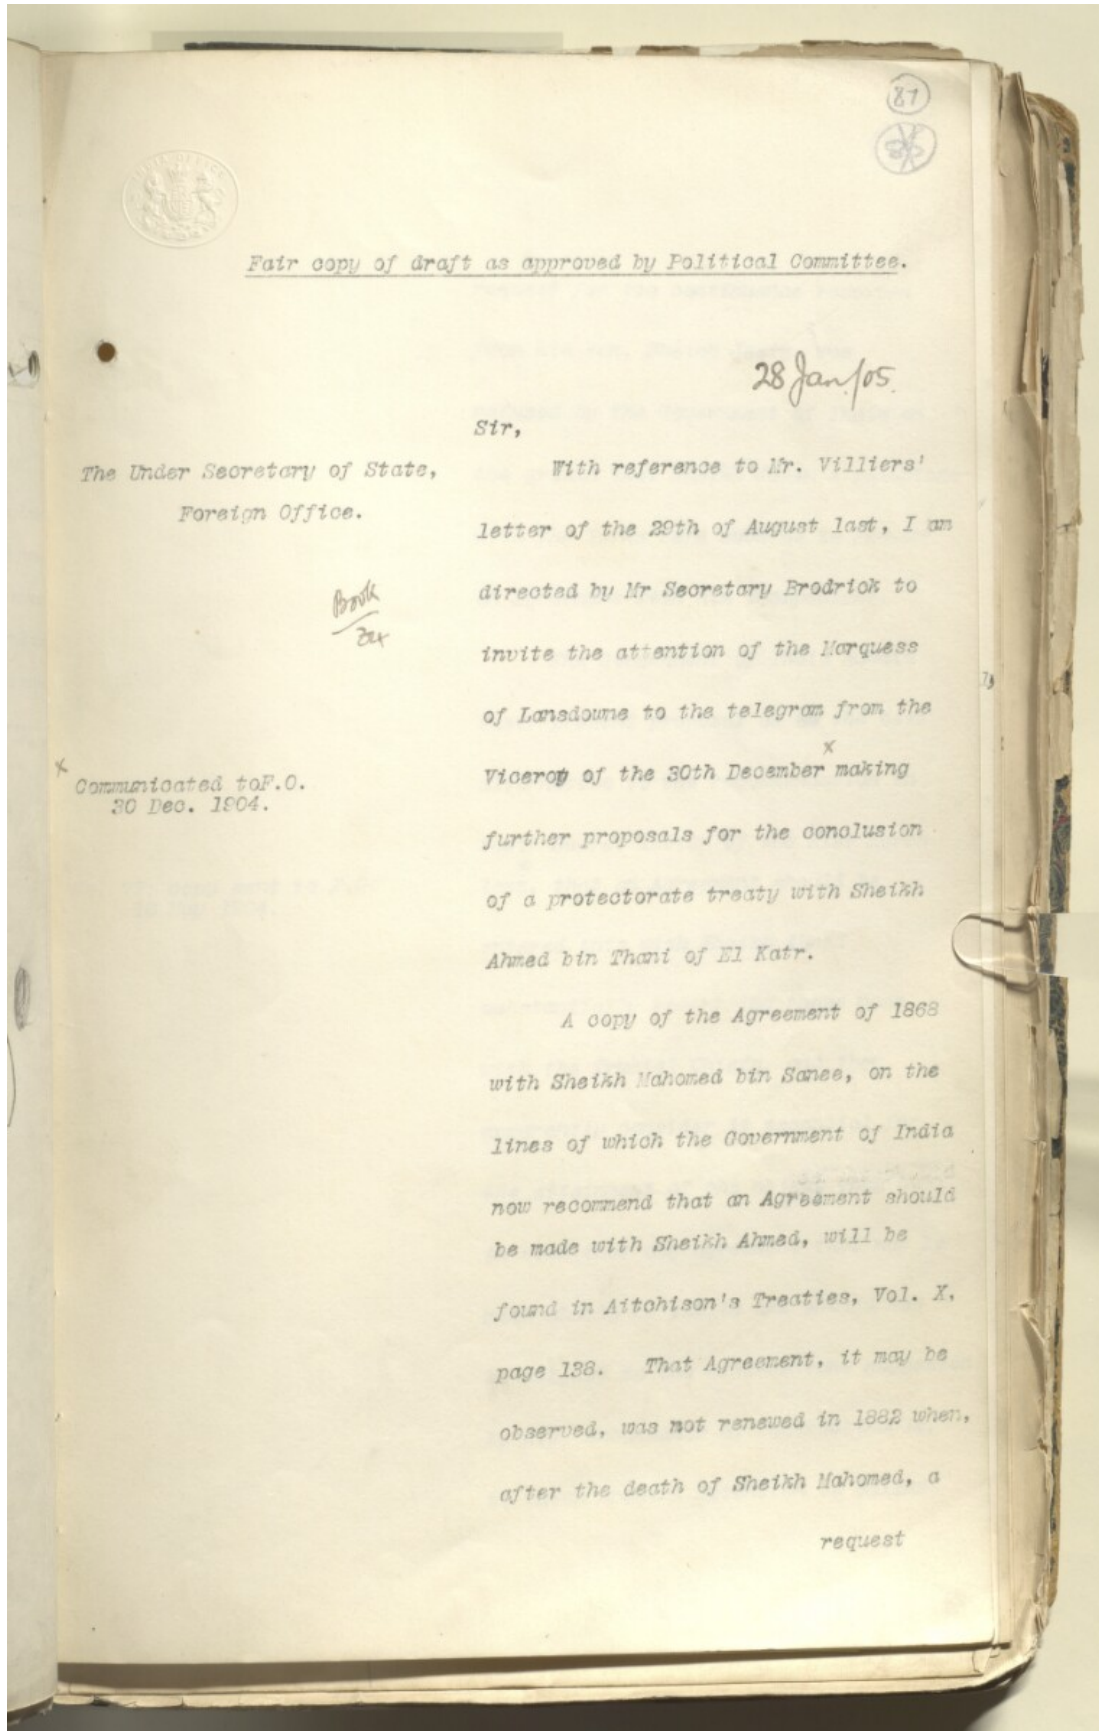 87
INDIA OFFICE
Fair copy of draft as approved by Political Committee.
28 Jan./05.
Sir,
The Under Secretary of State,
Foreign Office.
With reference to Mr. Villiers'
letter of the 29th of August last, I am
directed by Mr Secretary Brodrick to
invite the attention of the Marquess
of Lansdowne to the telegram from the
x
Viceroy of the 30th December making
further proposals for the conclusion
of a protectorate treaty with Sheikh
Ahmed bin Thani of El Katr.
Book
x
Communicated toF.O.
30 Dec. 1904.
A copy of the Agreement of 1868
with Sheikh Mahomed bin Sanee, on the
lines of which the Government of India
now recommend that an Agreement should
be made with Sheikh Ahmed, will be
found in Aitchison's Treaties, Vol. X,
page 138. That Agreement, it may be
observed, was not renewed in 1882 when,
after the death of Sheikh Mahomed, a
request